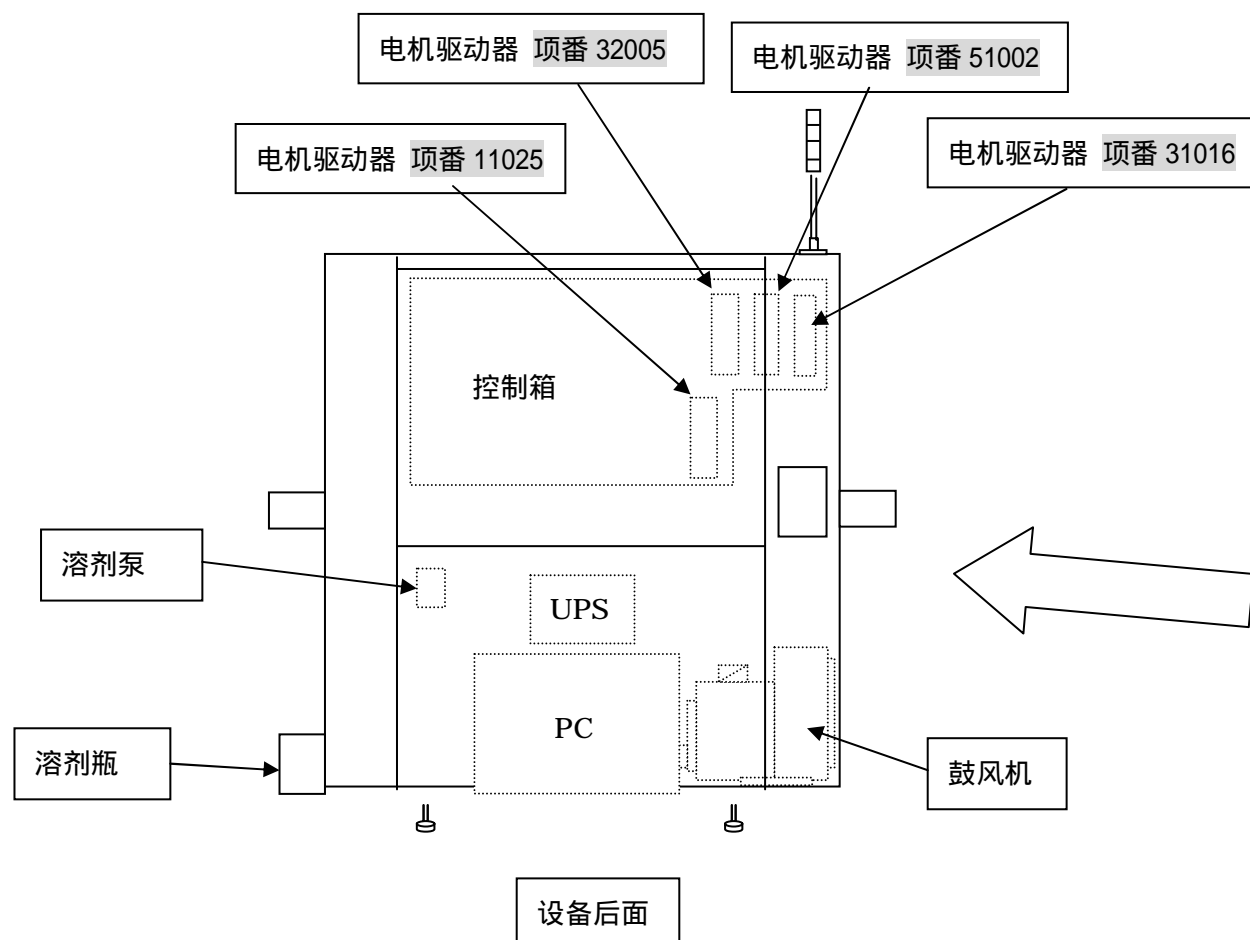 电机驱动器 项番 32005
电机驱动器 项番 51002
电机驱动器 项番 11025
电机驱动器 项番 31016
控制箱
溶剂泵
UPS
PC
溶剂瓶
鼓风机
设备后面